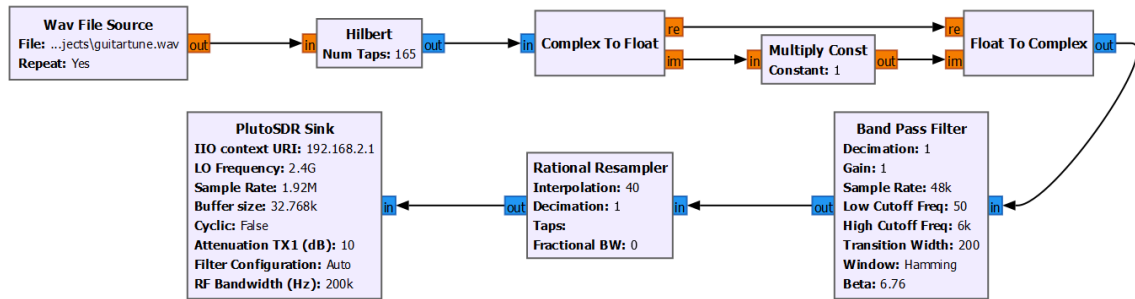 Wav File Source
File: ...jects\guitartune.wav
Repeat: Yes
out
in
Hilbert
Num Taps: 165
out
in
Complex To Float
re
im
in
Multiply Const
Constant: 1
out
re
im
Float To Complex
out
PlutoSDR Sink
IIO context URI: 192.168.2.1
LO Frequency: 2.4G
Sample Rate: 1.92M
Buffer size: 32.768k
Cyclic: False
Attenuation TX1 (dB): 10
Filter Configuration: Auto
RF Bandwidth (Hz): 200k
in
out
Rational Resampler
Interpolation: 40
Decimation: 1
Taps:
Fractional BW: 0
in
out
Band Pass Filter
Decimation: 1
Gain: 1
Sample Rate: 48k
Low Cutoff Freq: 50
High Cutoff Freq: 6k
Transition Width: 200
Window: Hamming
Beta: 6.76
in